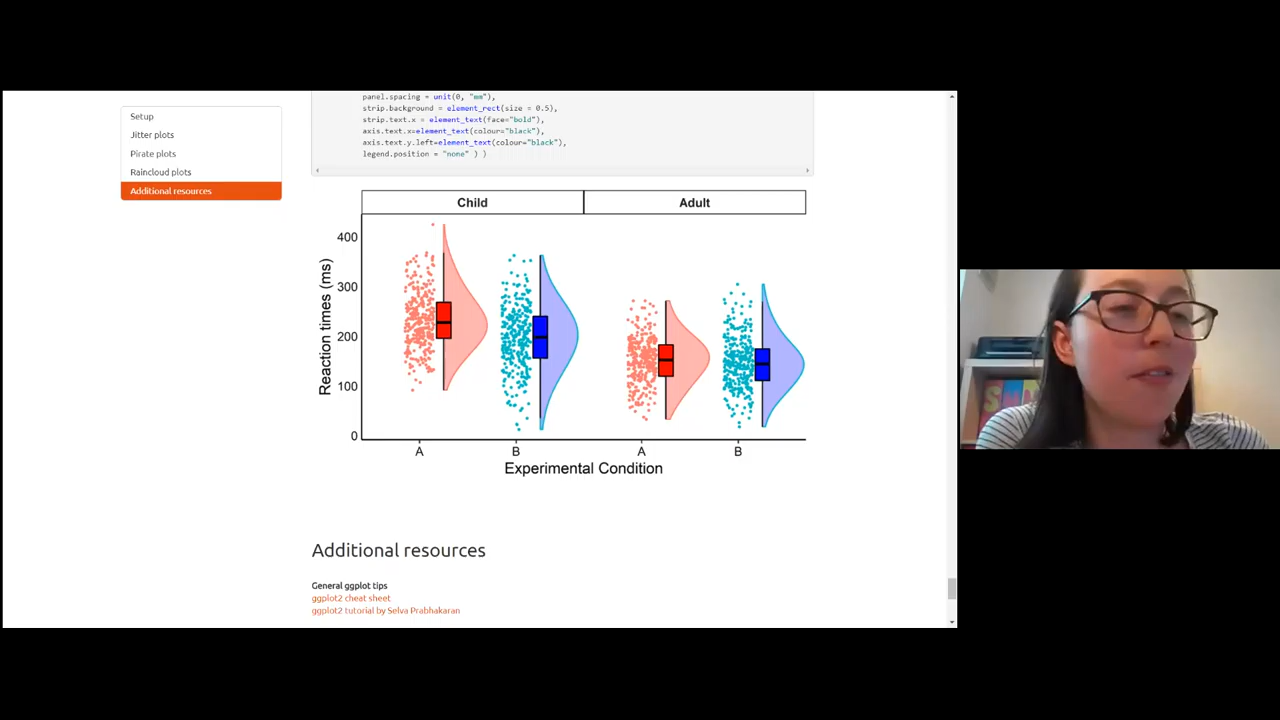 Setup
Jitter plots
Pirate plots
Raincloud plots
Additional resources
panel.spacing = unit(0, "mm"),
strip.background = element_rect(size = 0.5),
strip.text.x = element_text(face="bold"),
axis.text.x=element_text(colour="black"),
axis.text.y.left=element_text(colour="black"),
legend.position = "none" ) )
Child
Adult
Reaction times (ms)
400
300
200
100
0
A
B
A
B
Experimental Condition
Additional resources
General ggplot tips
ggplot2 cheat sheet
ggplot2 tutorial by Selva Prabhakaran